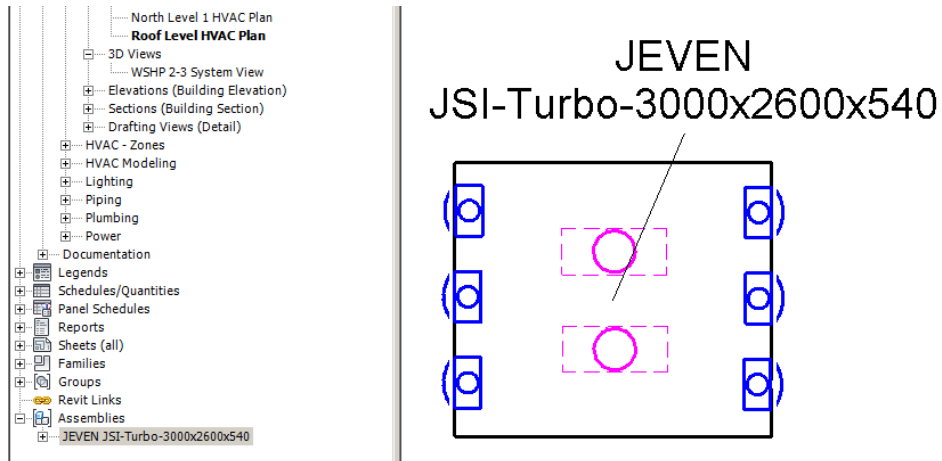 North Level 1 HVAC Plan
Roof Level HVAC Plan
3D Views
WSHP 2-3 System View
Elevations (Building Elevation)
Sections (Building Section)
Drafting Views (Detail)
HVAC - Zones
HVAC Modeling
Lighting
Piping
Plumbing
Power
Documentation
Legends
Schedules/Quantities
Panel Schedules
Reports
Sheets (all)
Families
Groups
Revit Links
Assemblies
JEVEN JSI-Turbo-3000x2600x540
JEVEN
JSI-Turbo-3000x2600x540